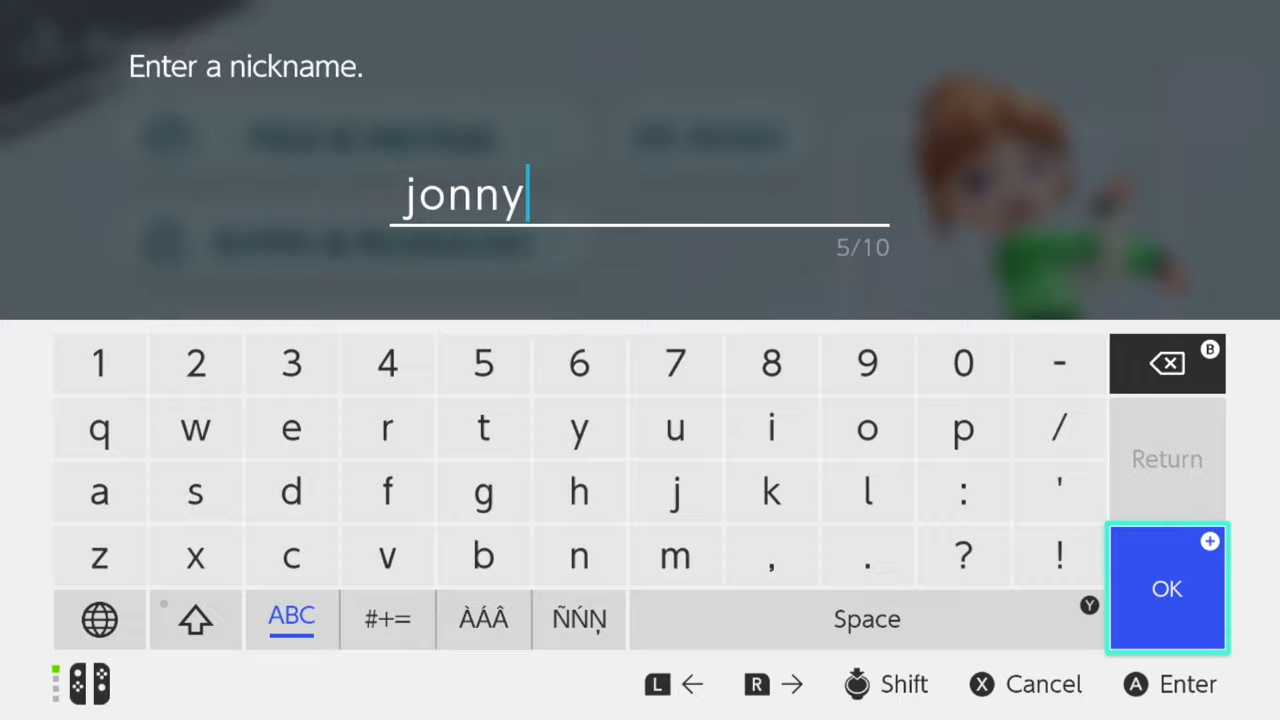 Enter a nickname.
jonny
5/10
1 2 3 4 5 6 7 8 9 0 - B
q w e r t y u i o p /
Return
a s d f g h j k l : '
z x c v b n m , . ? ! +
OK
ABC #+= ÀÁÂ ÑŃŅ Space Y
L ← R → Shift X Cancel A Enter